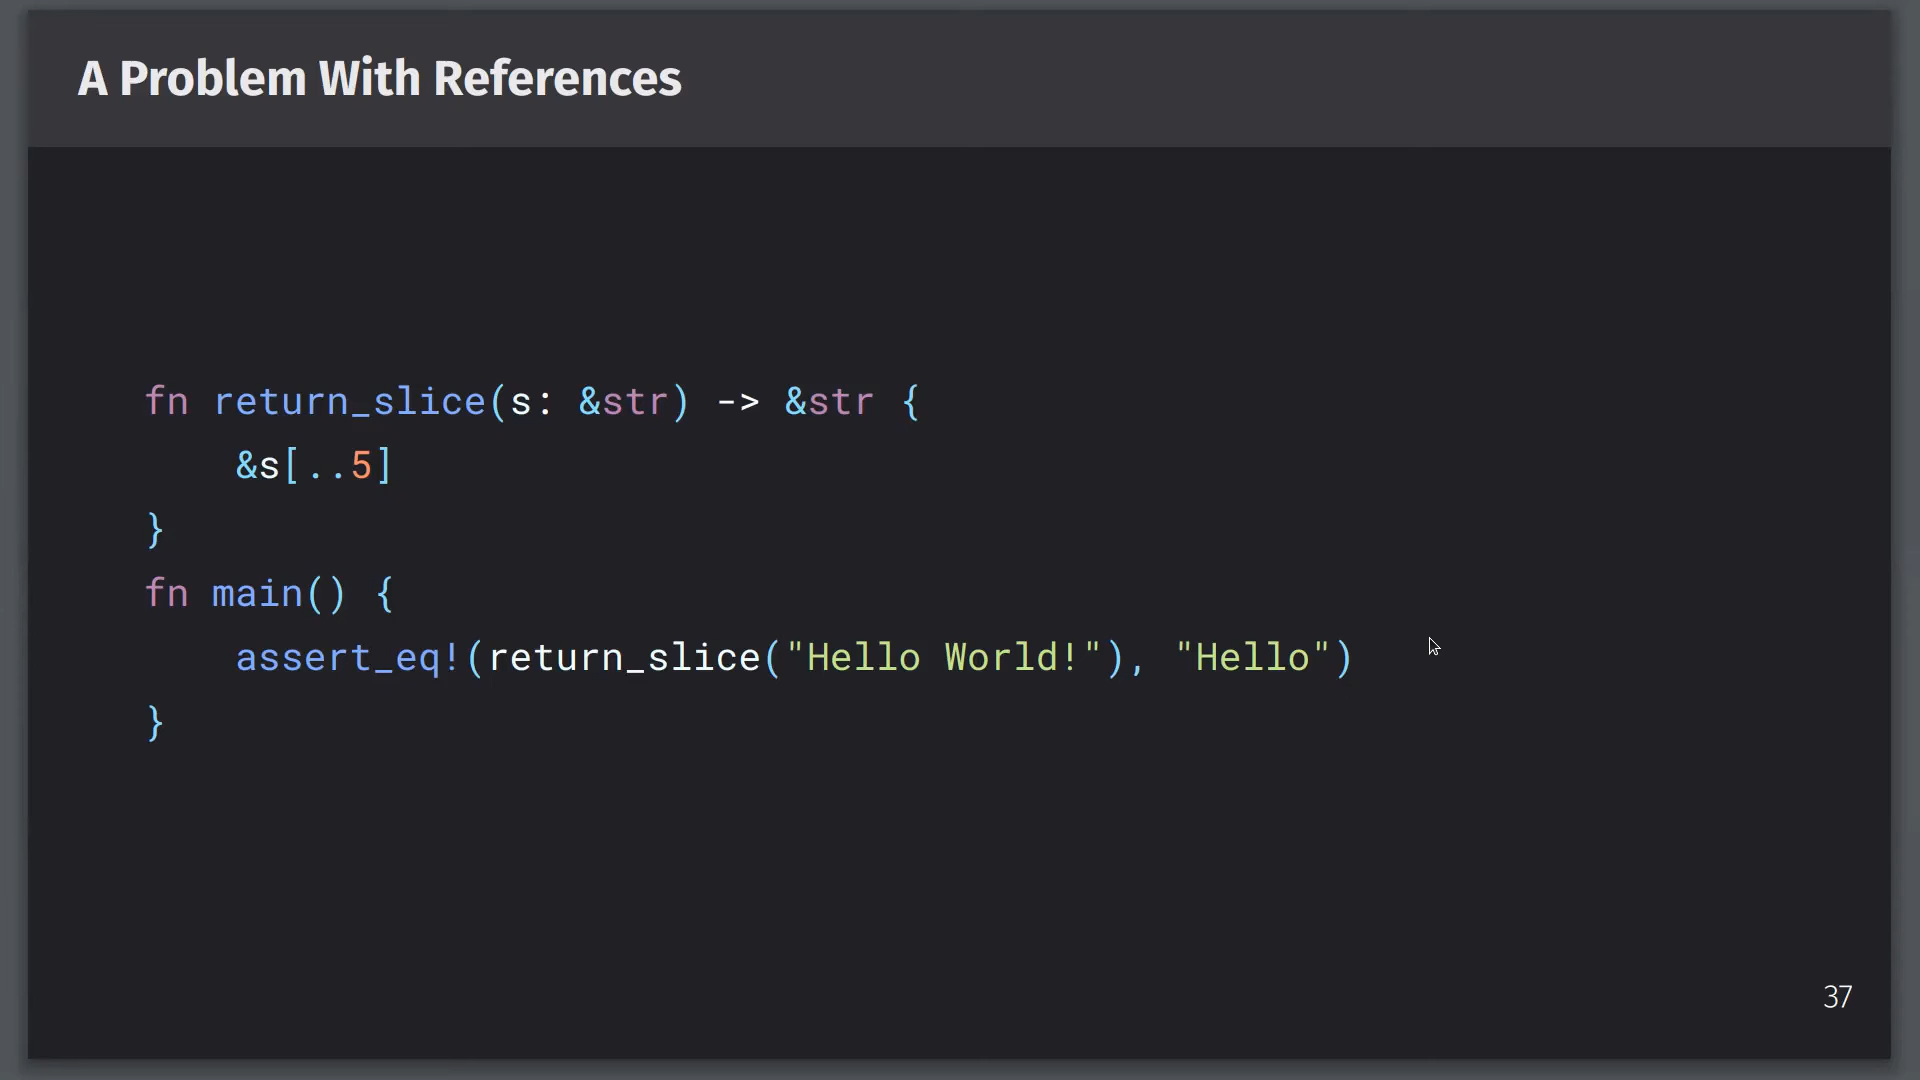 A Problem With References
fn return_slice(s: &str) -> &str {
    &s[..5]
}
fn main() {
    assert_eq!(return_slice("Hello World!"), "Hello")
}
37